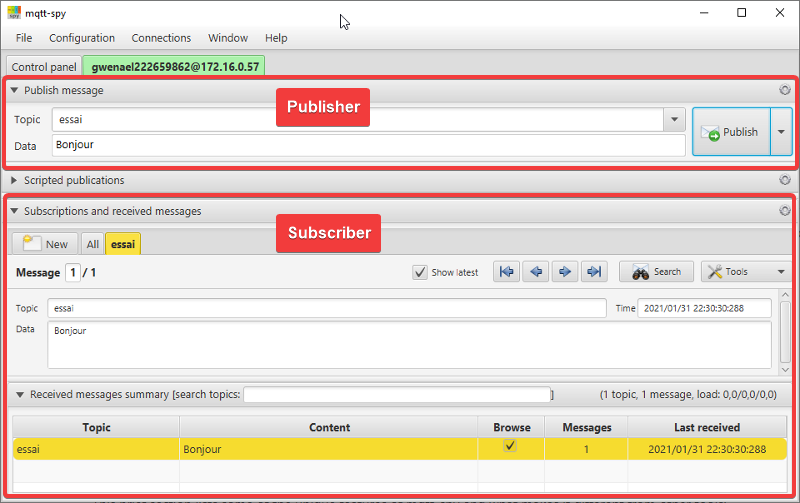 mqtt-spy
File Configuration Connections Window Help
Control panel gwenael222659862@172.16.0.57
Publish message
Publisher
Topic essai
Publish
Data Bonjour
Scripted publications
Subscriptions and received messages
Subscriber
New All essai
Message 1 / 1 Show latest Search Tools
Topic essai Time 2021/01/31 22:30:30:288
Data Bonjour
Received messages summary [search topics: ] (1 topic, 1 message, load: 0,0/0,0/0,0)
Topic Content Browse Messages Last received
essai Bonjour 1 2021/01/31 22:30:30:288